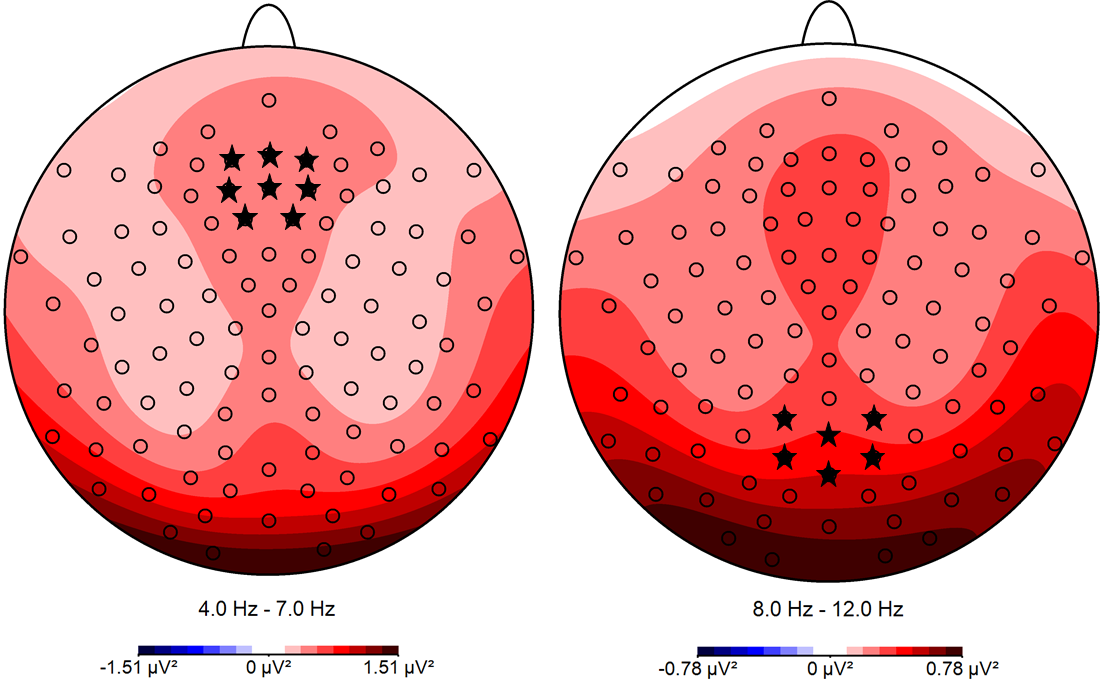 4.0 Hz - 7.0 Hz
-1.51 µV² 0 µV² 1.51 µV²
8.0 Hz - 12.0 Hz
-0.78 µV² 0 µV² 0.78 µV²